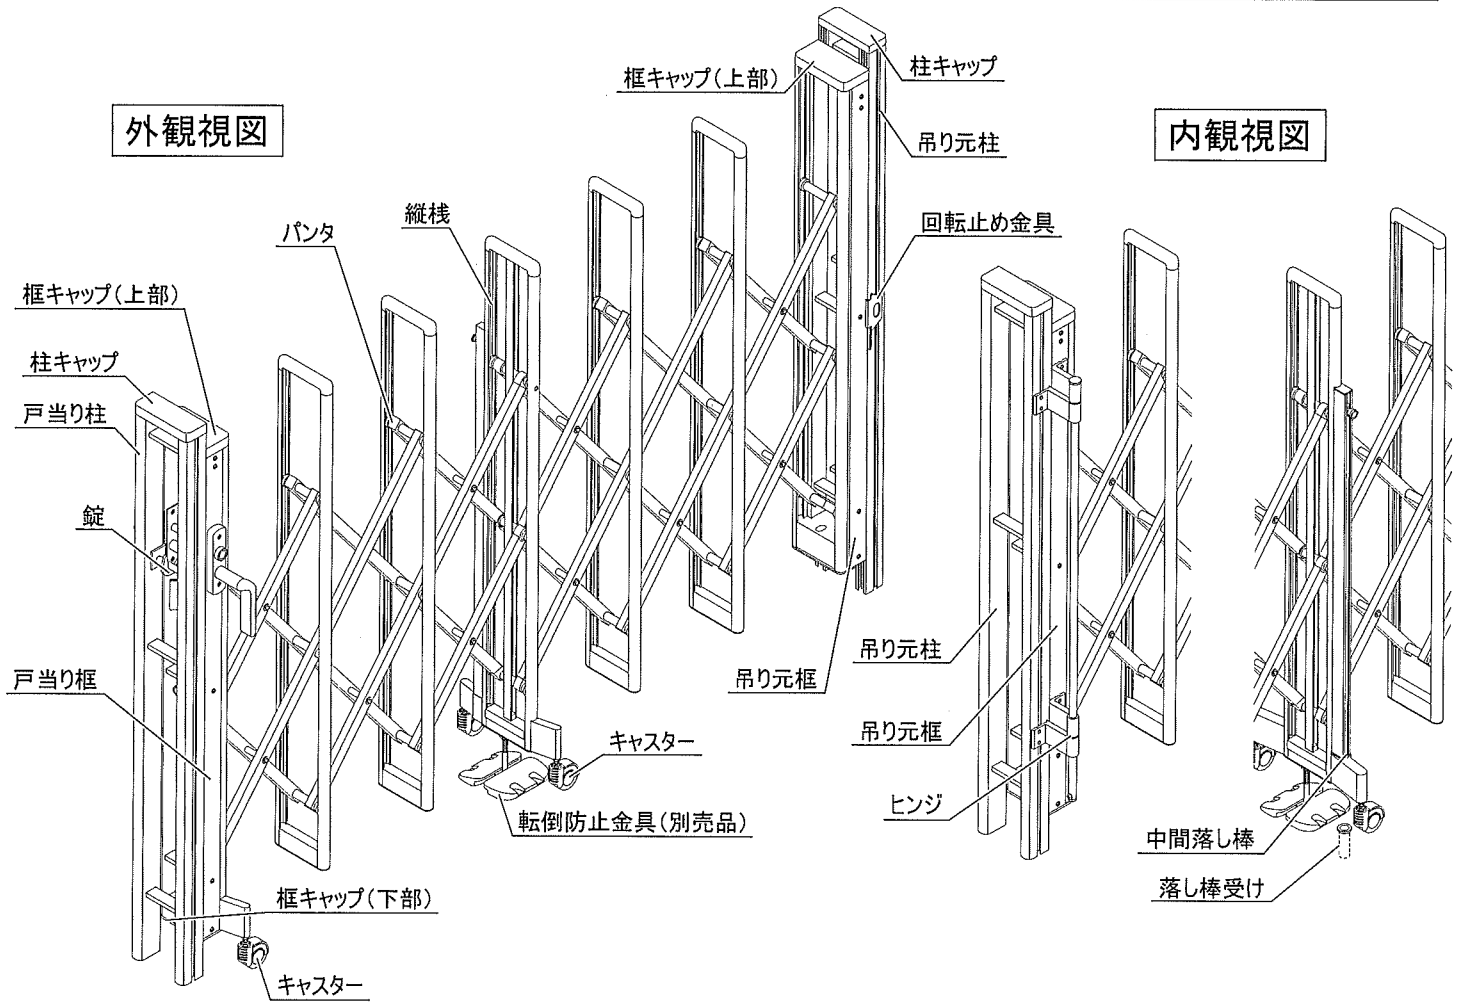 外観視図
框キャップ(上部)
柱キャップ
吊り元柱
回転止め金具
縦桟
パンタ
框キャップ(上部)
柱キャップ
戸当り柱
錠
戸当り框
吊り元框
キャスター
転倒防止金具(別売品)
框キャップ(下部)
キャスター
内観視図
吊り元柱
吊り元框
ヒンジ
中間落し棒
落し棒受け